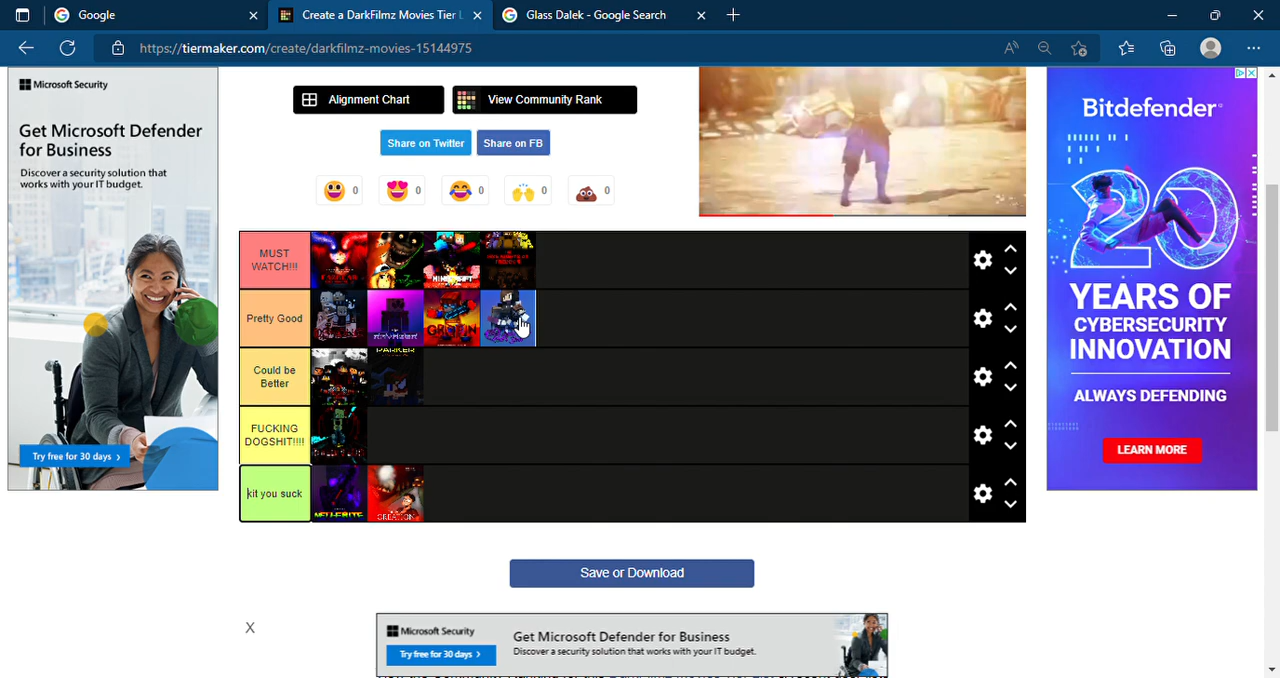 Google
Create a DarkFilmz Movies Tier L
Glass Dalek - Google Search
https://tiermaker.com/create/darkfilmz-movies-15144975
Microsoft Security
Get Microsoft Defender
for Business
Discover a security solution that
works with your IT budget.
Try free for 30 days >
Alignment Chart
View Community Rank
Share on Twitter
Share on FB
0
0
0
0
0
MUST
WATCH!!!
Pretty Good
Could be
Better
PARKER
FUCKING
DOGSHIT!!!!
kit you suck
CREATION
Save or Download
X
Microsoft Security
Try free for 30 days >
Get Microsoft Defender for Business
Discover a security solution that works with your IT budget.
Bitdefender
20
YEARS OF
CYBERSECURITY
INNOVATION
ALWAYS DEFENDING
LEARN MORE